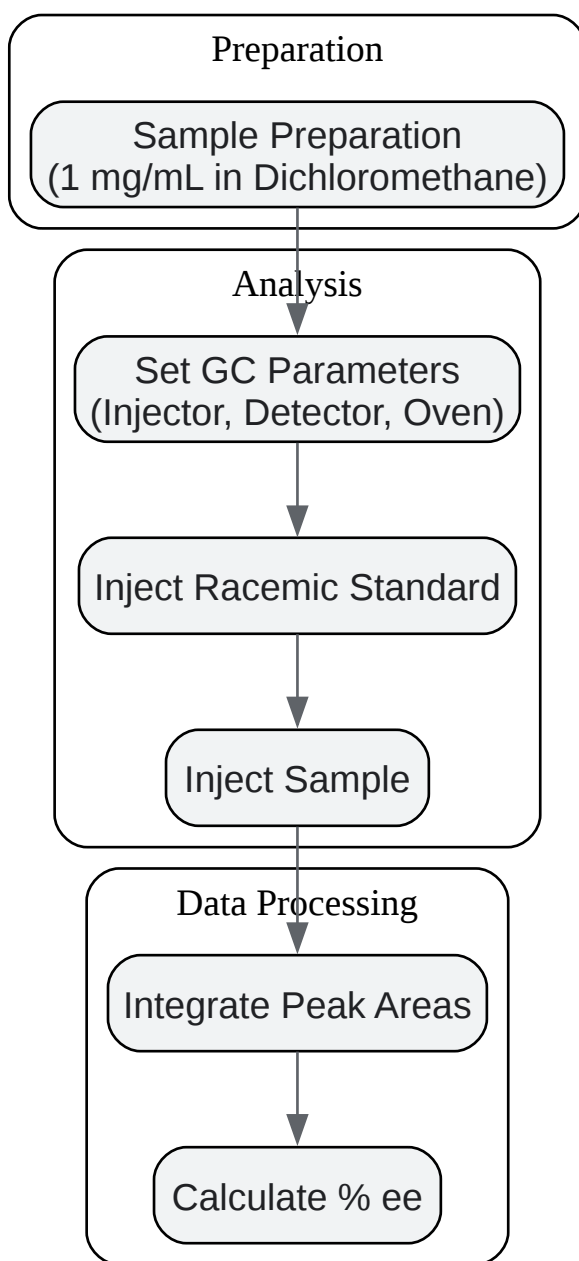 Preparation
Sample Preparation
(1 mg/mL in Dichloromethane)
Analysis
Set GC Parameters
(Injector, Detector, Oven)
Inject Racemic Standard
Inject Sample
Data Processing
Integrate Peak Areas
Calculate % ee